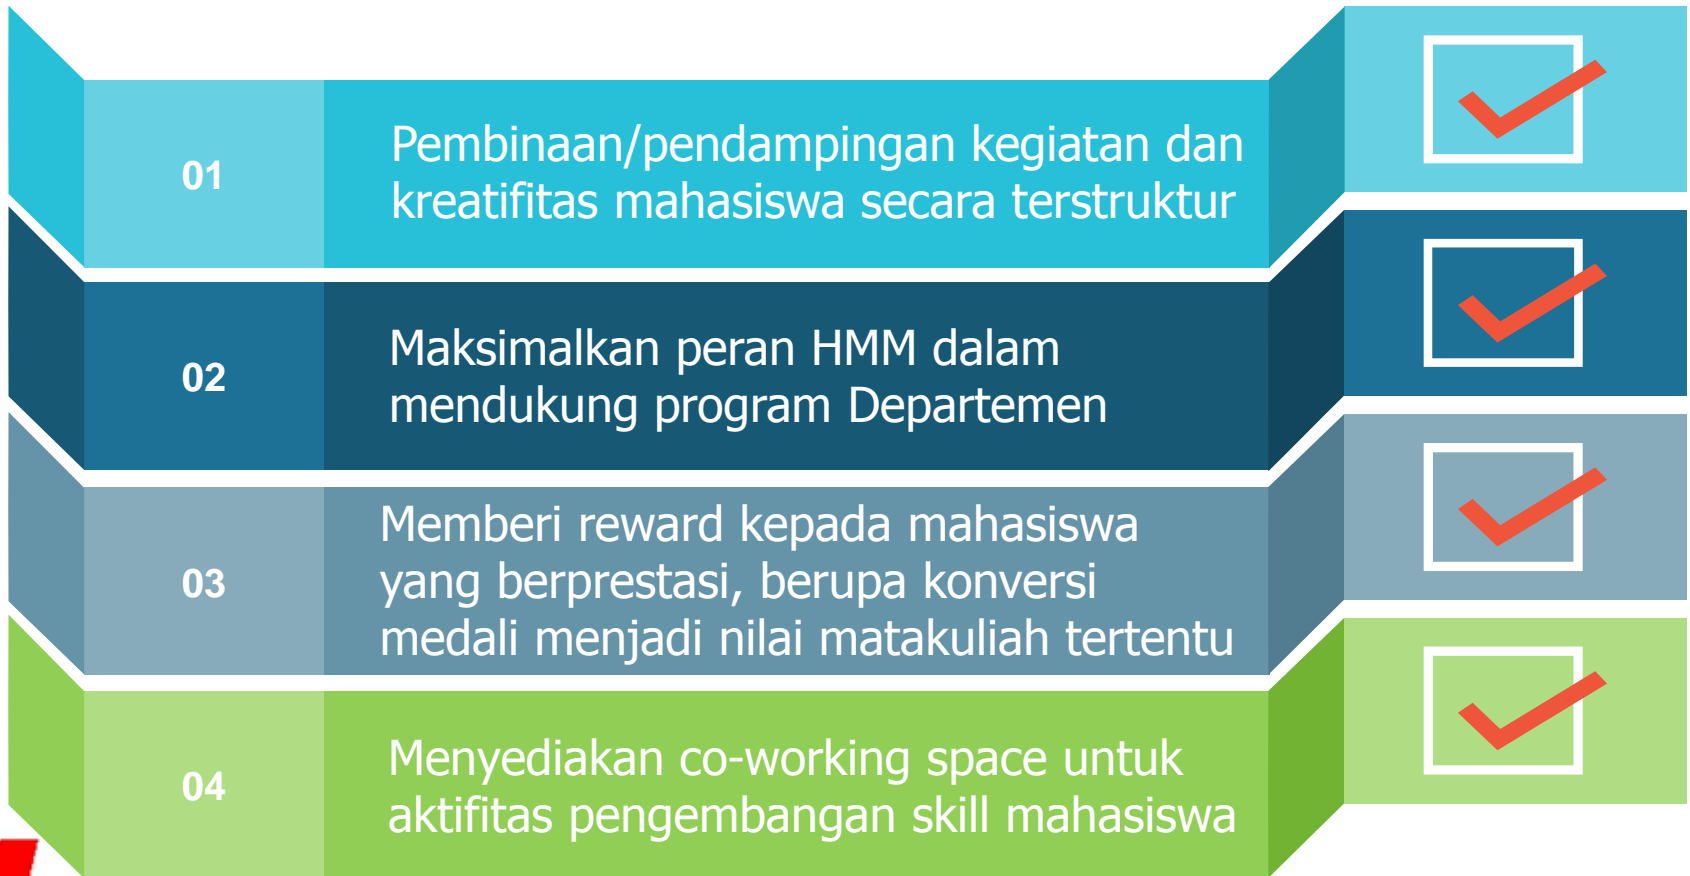 01
Pembinaan/pendampingan kegiatan dan
kreatifitas mahasiswa secara terstruktur
02
Maksimalkan peran HMM dalam
mendukung program Departemen
03
Memberi reward kepada mahasiswa
yang berprestasi, berupa konversi
medali menjadi nilai matakuliah tertentu
04
Menyediakan co-working space untuk
aktifitas pengembangan skill mahasiswa